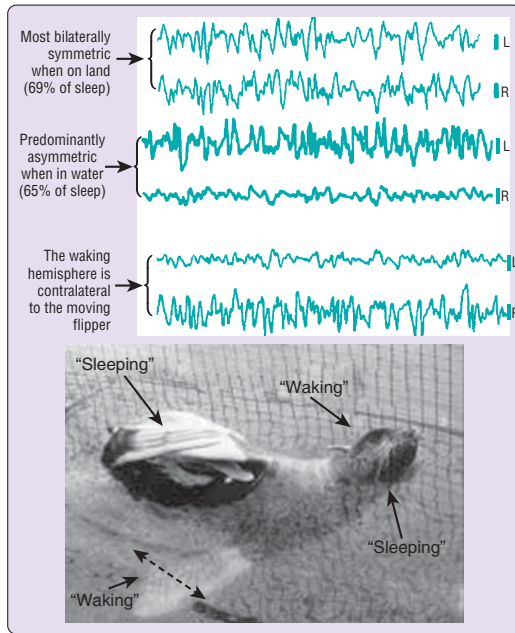 Most bilaterally
symmetric
when on land
(69% of sleep)
L
R
Predominantly
asymmetric
when in water
(65% of sleep)
L
R
The waking
hemisphere is
contralateral
to the moving
flipper
L
R
"Sleeping"
"Waking"
"Sleeping"
"Waking"